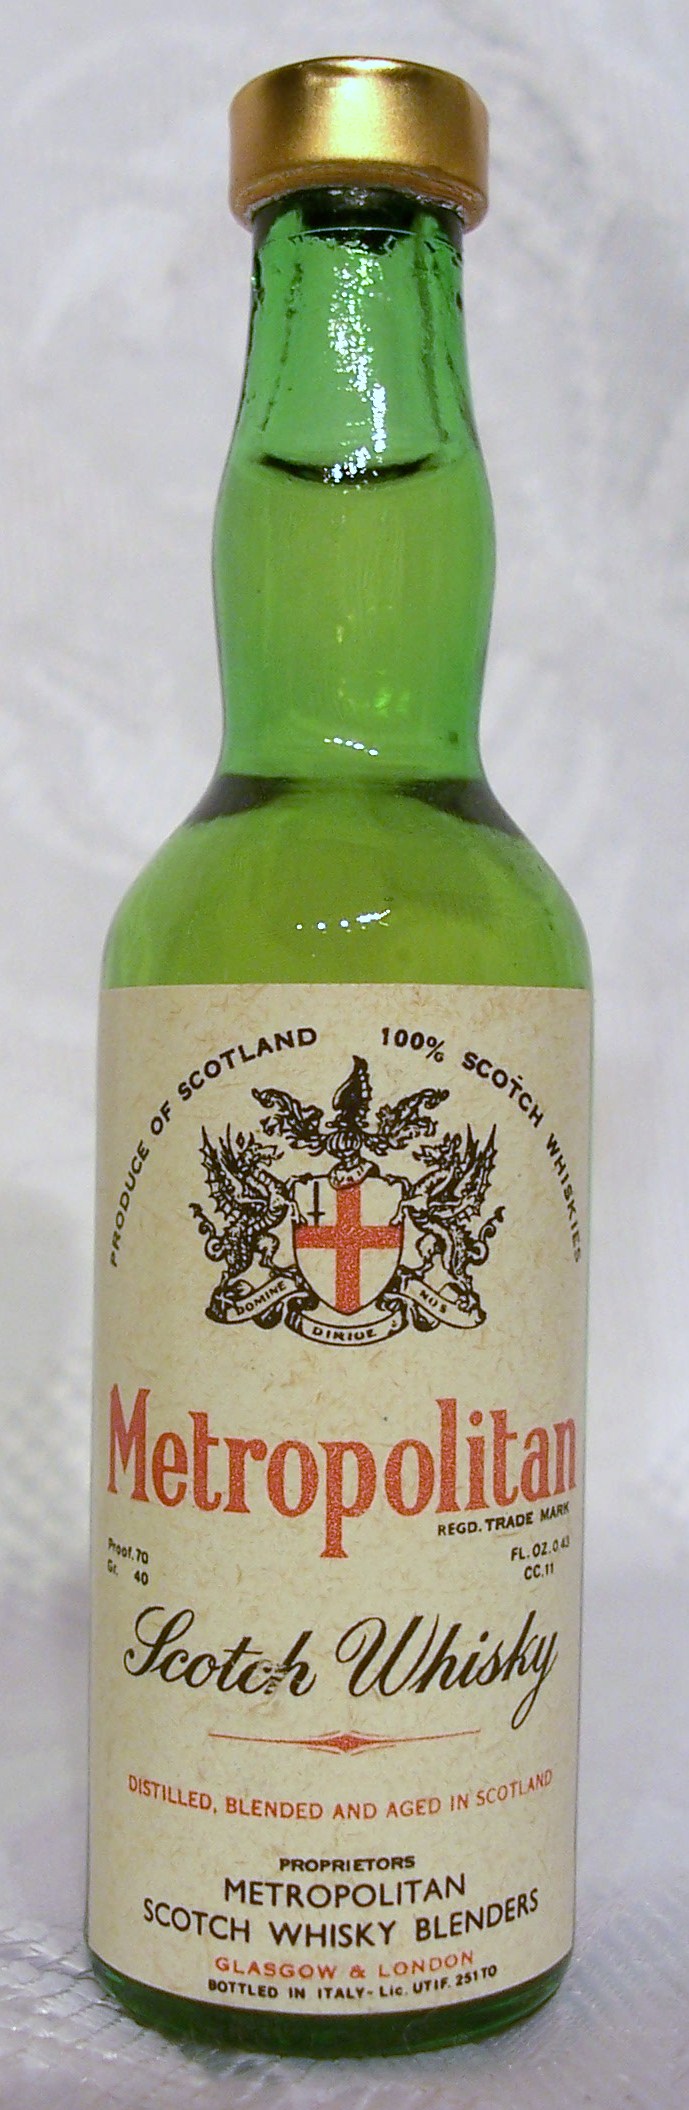 PRODUCE OF SCOTLAND 100% SCOTCH WHISKIES
DOMINE DIRIGE NOS
Metropolitan
REGD. TRADE MARK
Proof. 70
Gr. 40
FL. OZ. 0 43
CC. 11
Scotch Whisky
DISTILLED, BLENDED AND AGED IN SCOTLAND
PROPRIETORS
METROPOLITAN
SCOTCH WHISKY BLENDERS
GLASGOW & LONDON
BOTTLED IN ITALY - Lic. UTIF. 251 TO